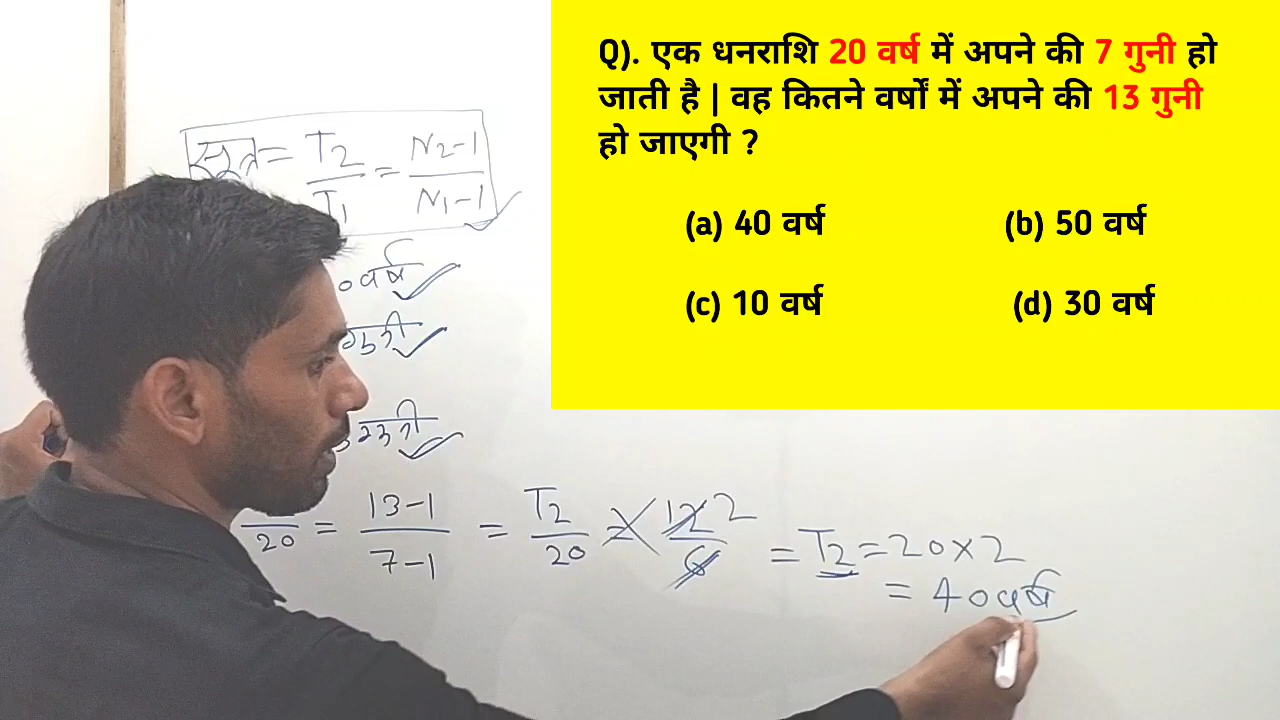 Q). एक धनराशि 20 वर्ष में अपने की 7 गुनी हो
जाती है | वह कितने वर्षों में अपने की 13 गुनी
हो जाएगी ?
(a) 40 वर्ष (b) 50 वर्ष
(c) 10 वर्ष (d) 30 वर्ष
सूत्र = T2/T1 = N2-1/N1-1
0 वर्ष
20 = 13-1/7-1 = T2/20 = 12/6 2 = T2 = 20×2
= 40 वर्ष